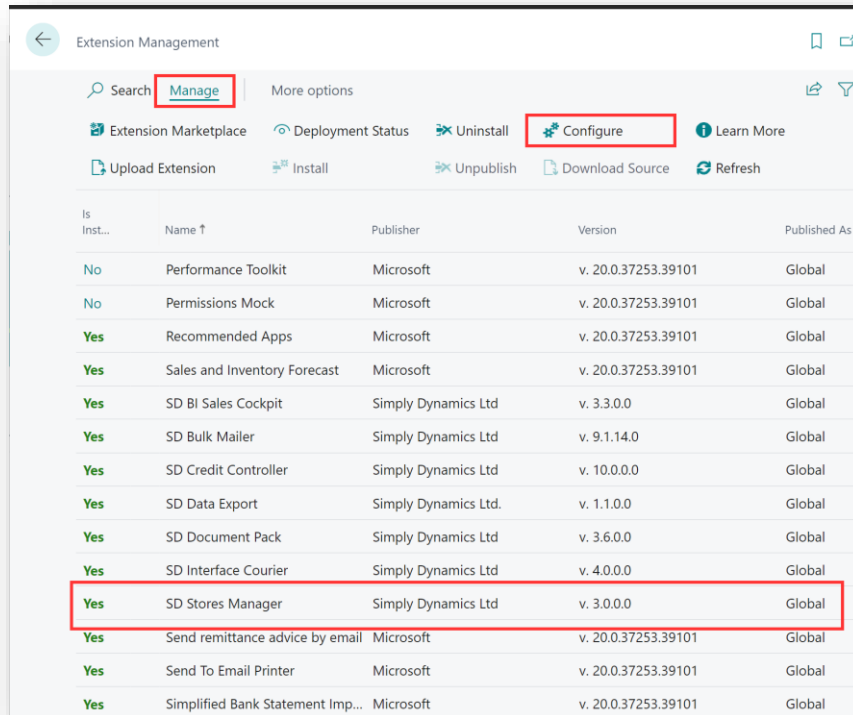 Extension Management
Search Manage More options
Extension Marketplace Deployment Status Uninstall Configure Learn More
Upload Extension Install Unpublish Download Source Refresh
Is
Inst... Name ↑ Publisher Version Published As
No Performance Toolkit Microsoft v. 20.0.37253.39101 Global
No Permissions Mock Microsoft v. 20.0.37253.39101 Global
Yes Recommended Apps Microsoft v. 20.0.37253.39101 Global
Yes Sales and Inventory Forecast Microsoft v. 20.0.37253.39101 Global
Yes SD BI Sales Cockpit Simply Dynamics Ltd v. 3.3.0.0 Global
Yes SD Bulk Mailer Simply Dynamics Ltd v. 9.1.14.0 Global
Yes SD Credit Controller Simply Dynamics Ltd v. 10.0.0.0 Global
Yes SD Data Export Simply Dynamics Ltd. v. 1.1.0.0 Global
Yes SD Document Pack Simply Dynamics Ltd v. 3.6.0.0 Global
Yes SD Interface Courier Simply Dynamics Ltd v. 4.0.0.0 Global
Yes SD Stores Manager Simply Dynamics Ltd v. 3.0.0.0 Global
Yes Send remittance advice by email Microsoft v. 20.0.37253.39101 Global
Yes Send To Email Printer Microsoft v. 20.0.37253.39101 Global
Yes Simplified Bank Statement Imp... Microsoft v. 20.0.37253.39101 Global